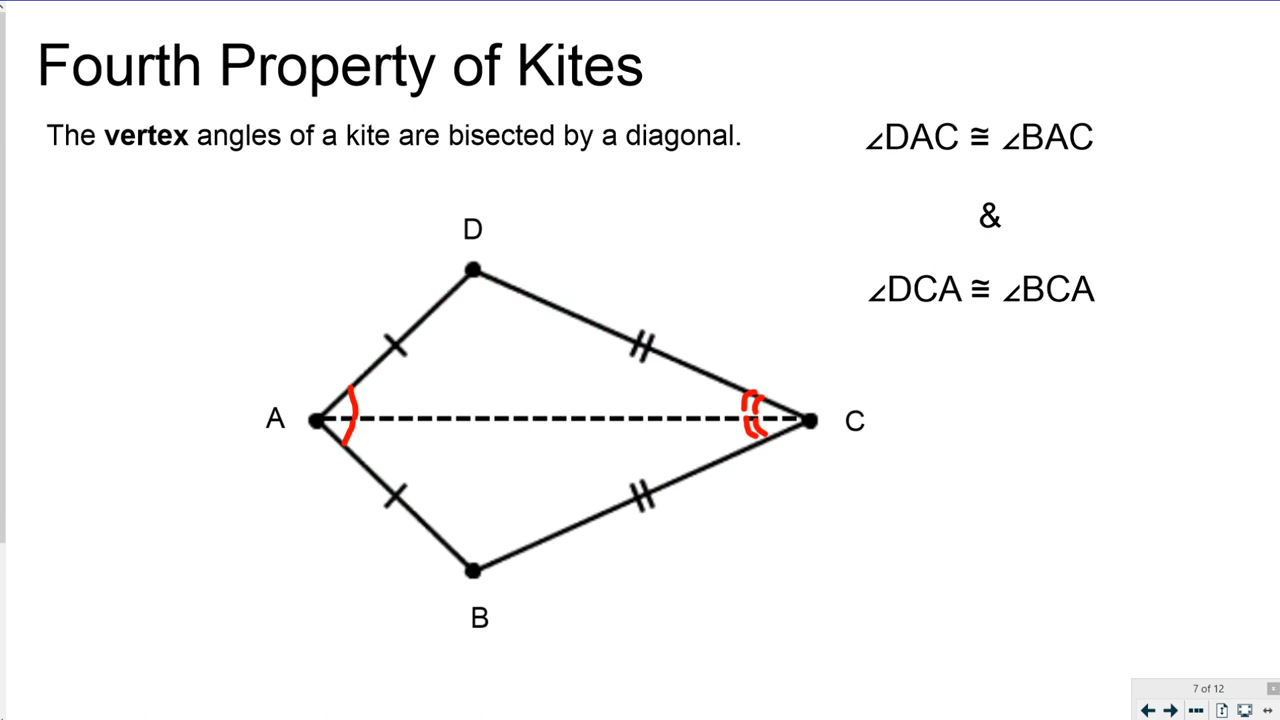 Fourth Property of Kites
The vertex angles of a kite are bisected by a diagonal.
∠DAC ≅ ∠BAC
&
∠DCA ≅ ∠BCA
D
A
C
B
7 of 12